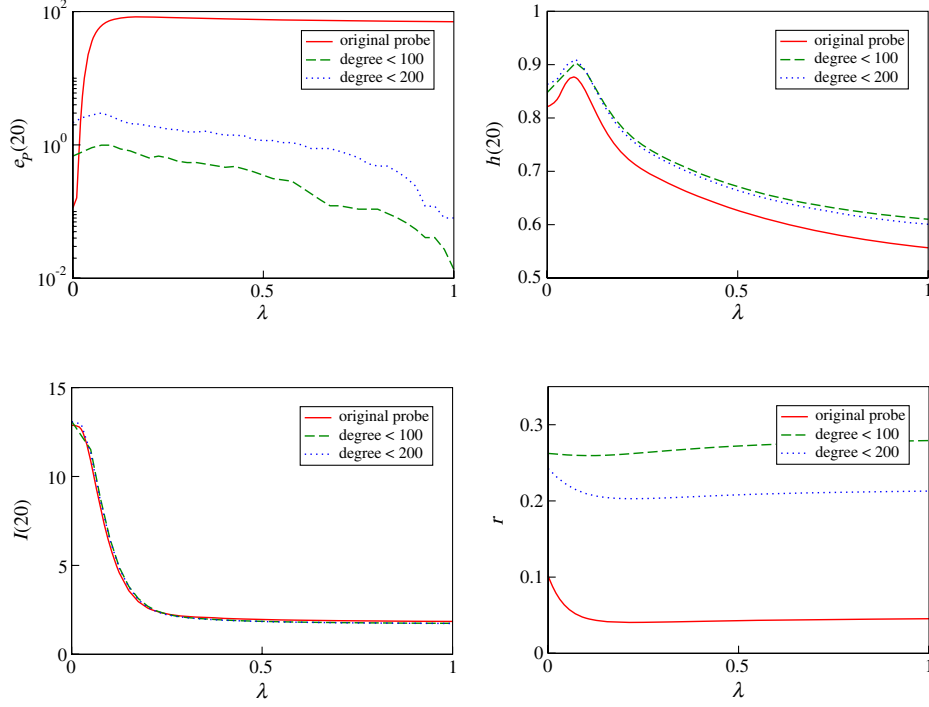 10²
10⁰
10⁻²
e_P(20)
original probe
degree < 100
degree < 200
0 0.5 1
λ
1
0.9
0.8
0.7
0.6
0.5
h(20)
original probe
degree < 100
degree < 200
0 0.5 1
λ
15
10
5
0
I(20)
original probe
degree < 100
degree < 200
0 0.5 1
λ
0.3
0.2
0.1
0
r
original probe
degree < 100
degree < 200
0 0.5 1
λ